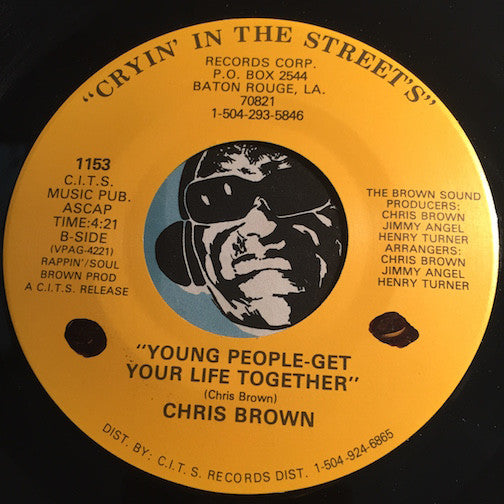 "CRYIN' IN THE STREET'S"
RECORDS CORP.
P.O. BOX 2544
BATON ROUGE, LA.
70821
1-504-293-5846
1153
C.I.T.S.
MUSIC PUB.
ASCAP
TIME:4:21
B-SIDE
(VPAG-4221)
RAPPIN'/SOUL
BROWN PROD
A C.I.T.S. RELEASE
THE BROWN SOUND
PRODUCERS:
CHRIS BROWN
JIMMY ANGEL
HENRY TURNER
ARRANGERS:
CHRIS BROWN
JIMMY ANGEL
HENRY TURNER
"YOUNG PEOPLE-GET
YOUR LIFE TOGETHER"
(Chris Brown)
CHRIS BROWN
DIST. BY: C.I.T.S. RECORDS DIST. 1-504-924-6865